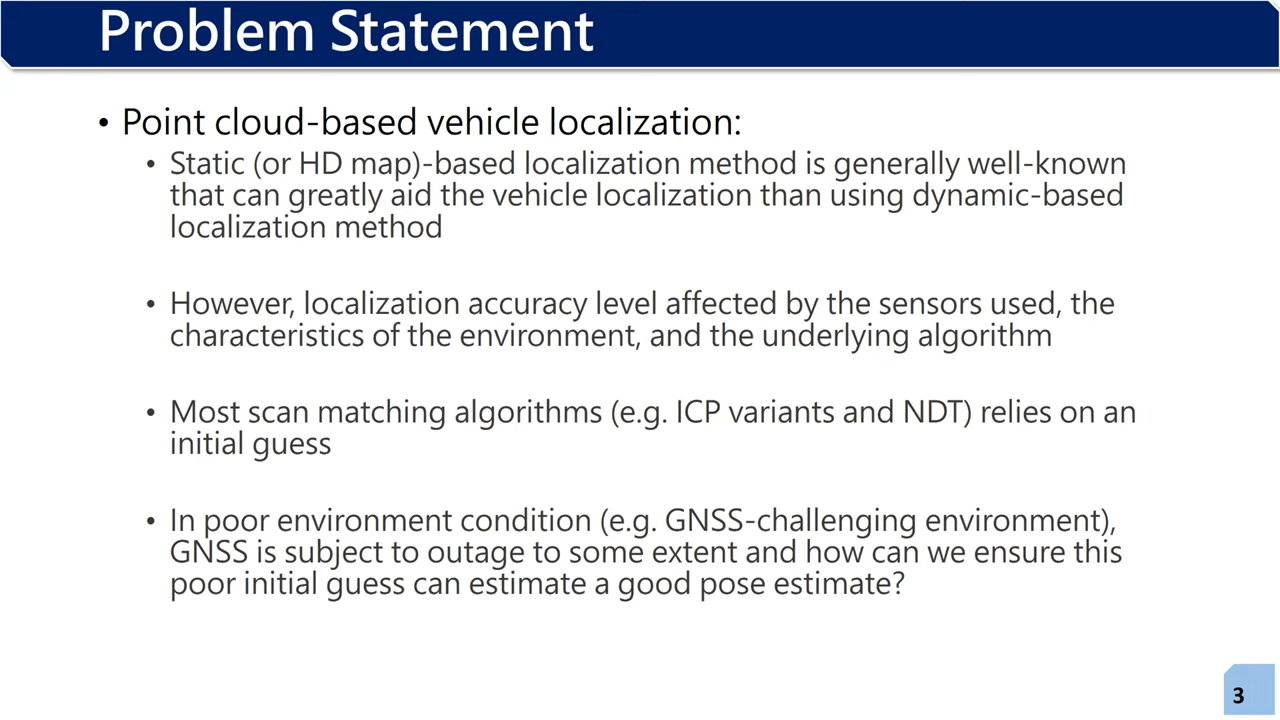 Problem Statement
• Point cloud-based vehicle localization:
• Static (or HD map)-based localization method is generally well-known
that can greatly aid the vehicle localization than using dynamic-based
localization method
• However, localization accuracy level affected by the sensors used, the
characteristics of the environment, and the underlying algorithm
• Most scan matching algorithms (e.g. ICP variants and NDT) relies on an
initial guess
• In poor environment condition (e.g. GNSS-challenging environment),
GNSS is subject to outage to some extent and how can we ensure this
poor initial guess can estimate a good pose estimate?
3